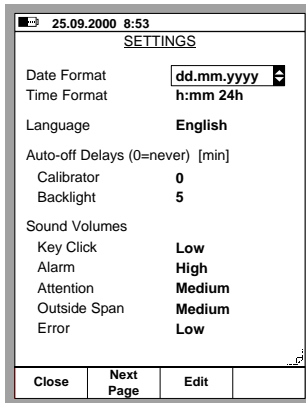 25.09.2000 8:53
SETTINGS
Date Format dd.mm.yyyy
Time Format h:mm 24h
Language English
Auto-off Delays (0=never) [min]
Calibrator 0
Backlight 5
Sound Volumes
Key Click Low
Alarm High
Attention Medium
Outside Span Medium
Error Low
Close Next Page Edit